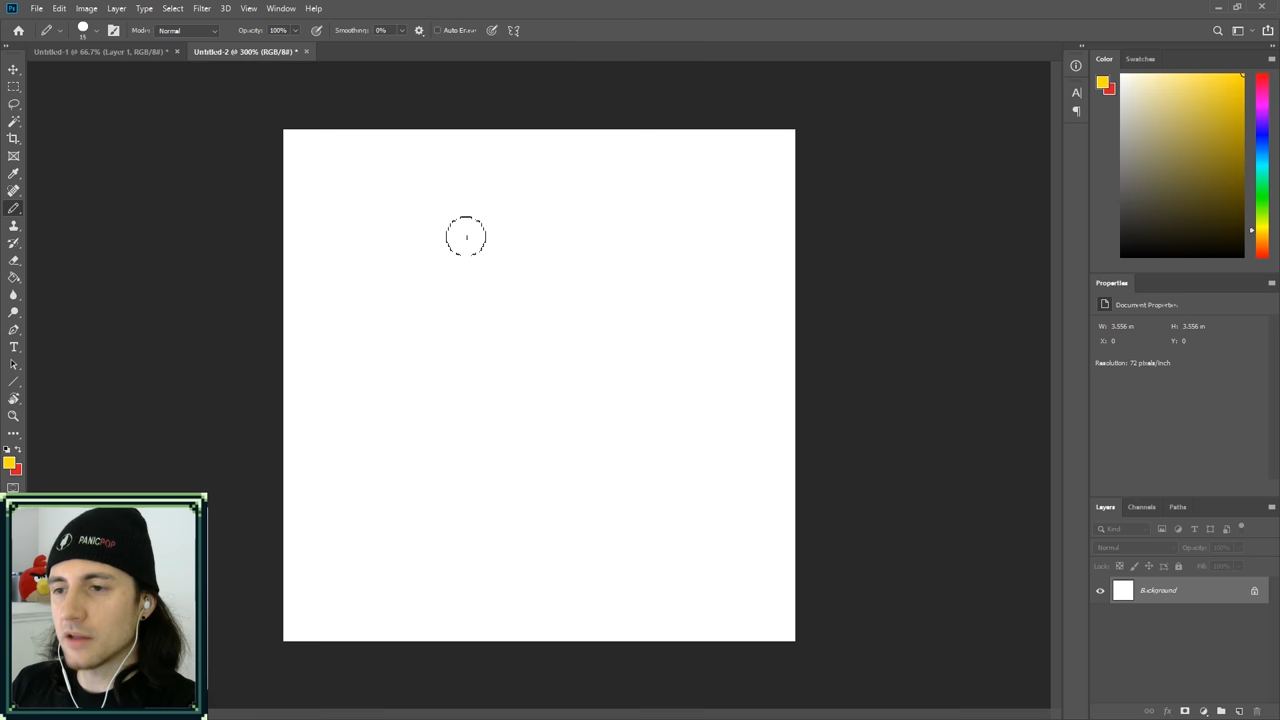 Ps File Edit Image Layer Type Select Filter 3D View Window Help
15 Mode: Normal Opacity: 100% Smoothing: 0% Auto Erase
Untitled-1 @ 66.7% (Layer 1, RGB/8#) * × Untitled-2 @ 300% (RGB/8#) * ×
Color Swatches
Properties
Document Properties
W: 3.556 in H: 3.556 in
X: 0 Y: 0
Resolution: 72 pixels/inch
Layers Channels Paths
Kind
Normal Opacity: 100%
Lock: Fill: 100%
Background
PANICPOP